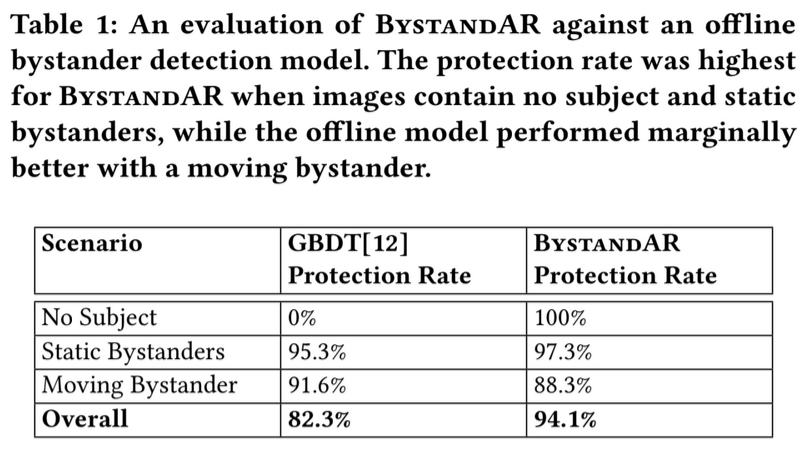 Table 1: An evaluation of BYSTANDAR against an offline
bystander detection model. The protection rate was highest
for BYSTANDAR when images contain no subject and static
bystanders, while the offline model performed marginally
better with a moving bystander.
Scenario GBDT[12] Protection Rate BYSTANDAR Protection Rate
No Subject 0% 100%
Static Bystanders 95.3% 97.3%
Moving Bystander 91.6% 88.3%
Overall 82.3% 94.1%